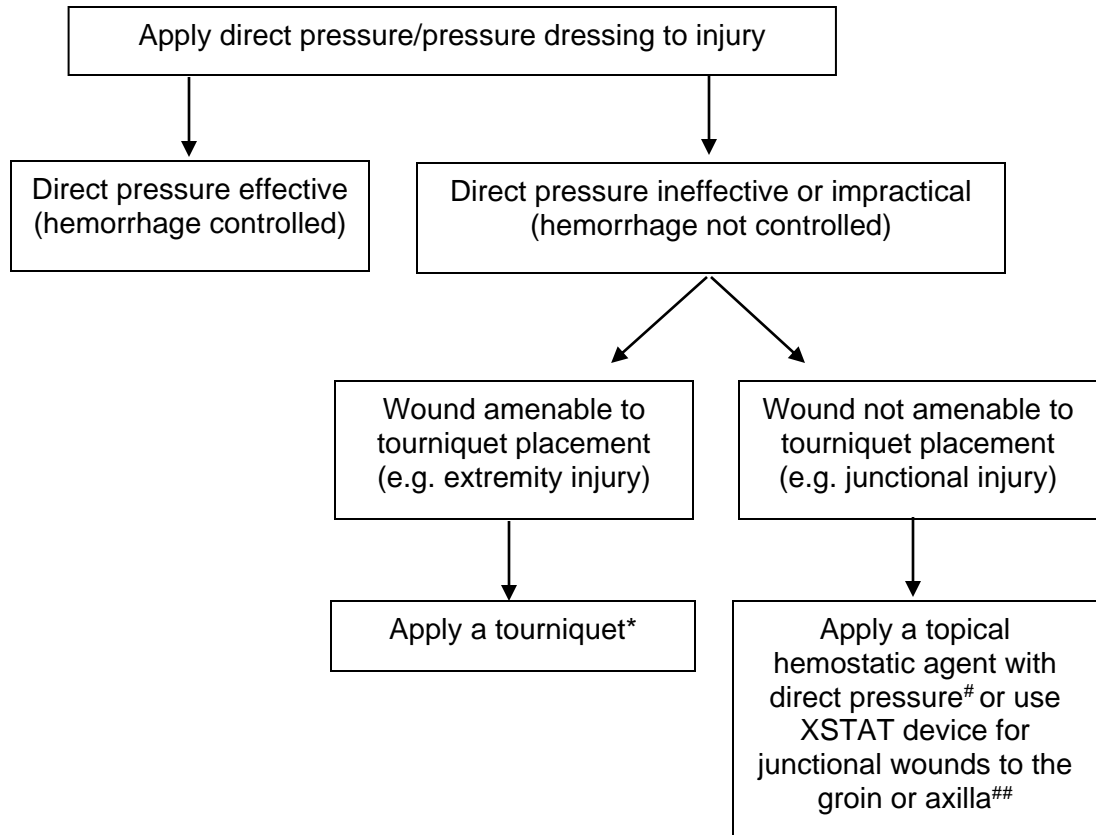 Apply direct pressure/pressure dressing to injury
Direct pressure effective
(hemorrhage controlled)
Direct pressure ineffective or impractical
(hemorrhage not controlled)
Wound amenable to
tourniquet placement
(e.g. extremity injury)
Wound not amenable to
tourniquet placement
(e.g. junctional injury)
Apply a tourniquet*
Apply a topical
hemostatic agent with
direct pressure# or use
XSTAT device for
junctional wounds to the
groin or axilla##